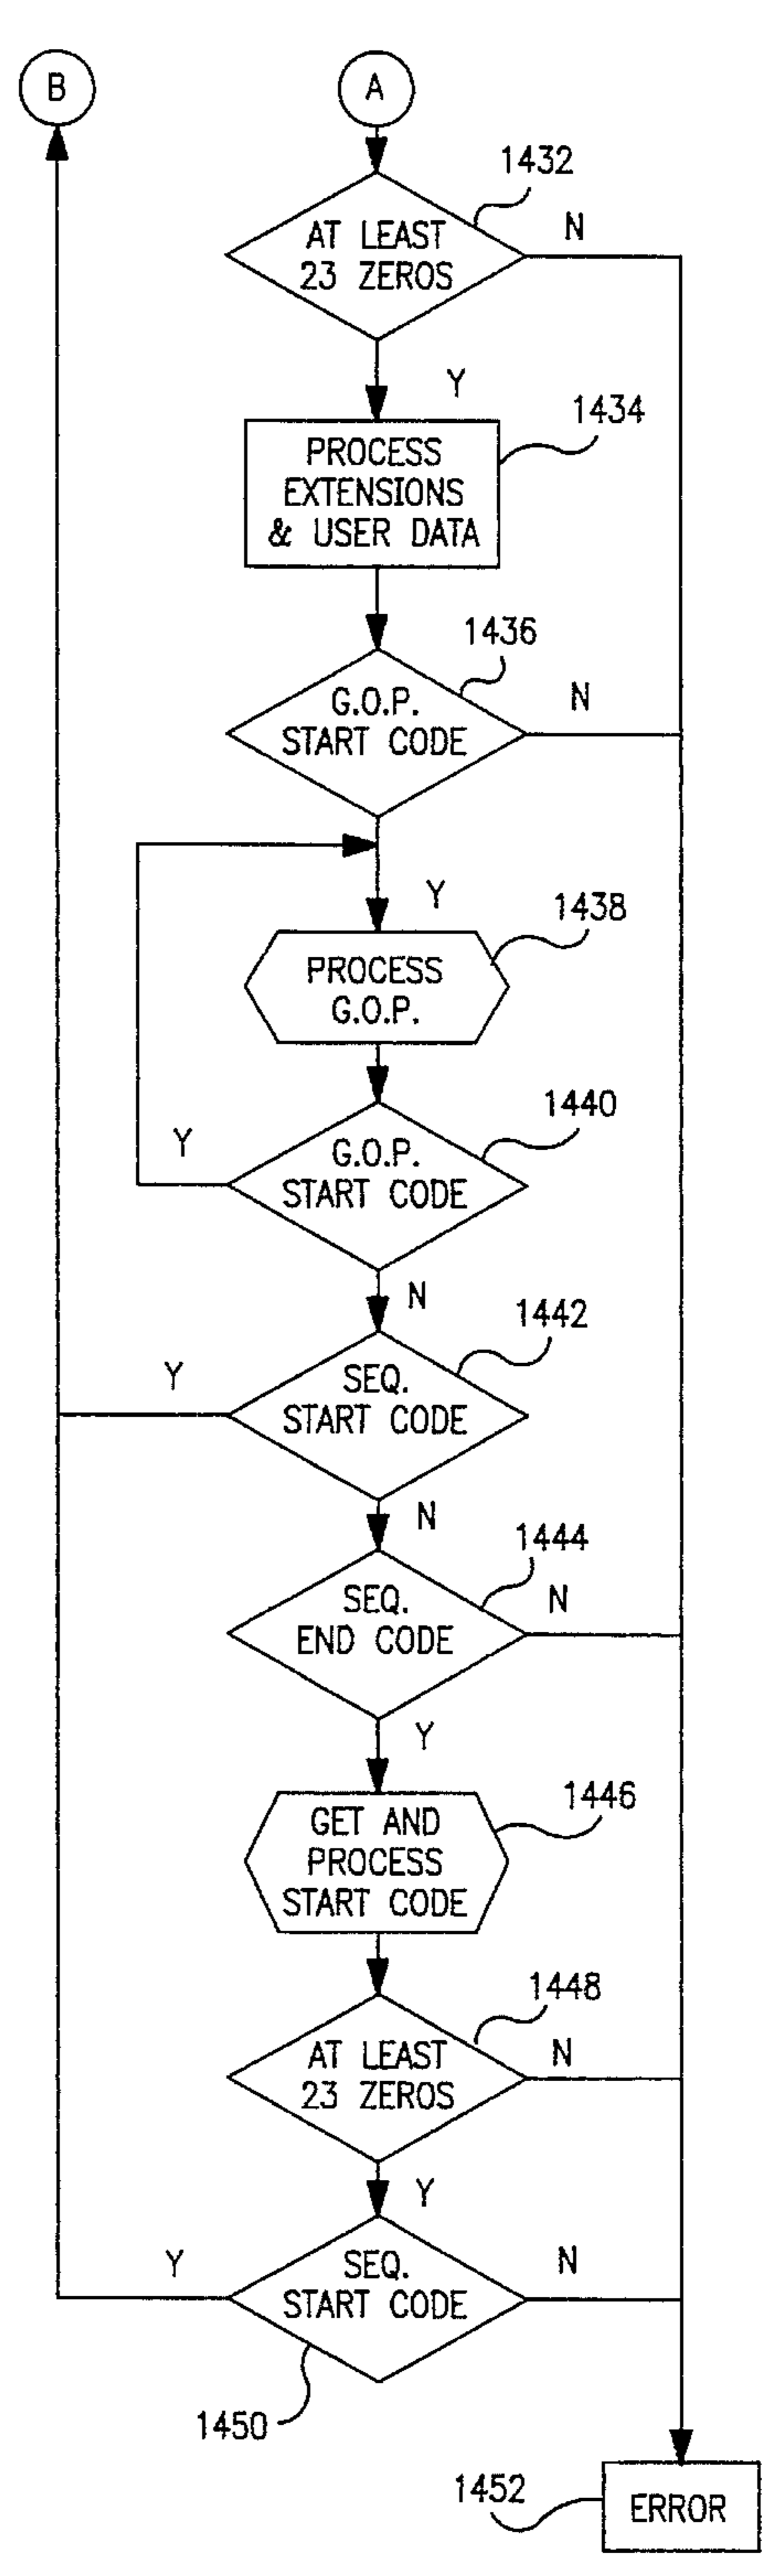 B
A
1432
AT LEAST
23 ZEROS
N
Y
1434
PROCESS
EXTENSIONS
& USER DATA
1436
G.O.P.
START CODE
N
Y
1438
PROCESS
G.O.P.
1440
G.O.P.
START CODE
Y
N
1442
SEQ.
START CODE
Y
N
1444
SEQ.
END CODE
N
Y
1446
GET AND
PROCESS
START CODE
1448
AT LEAST
23 ZEROS
N
Y
SEQ.
START CODE
Y
N
1450
1452
ERROR